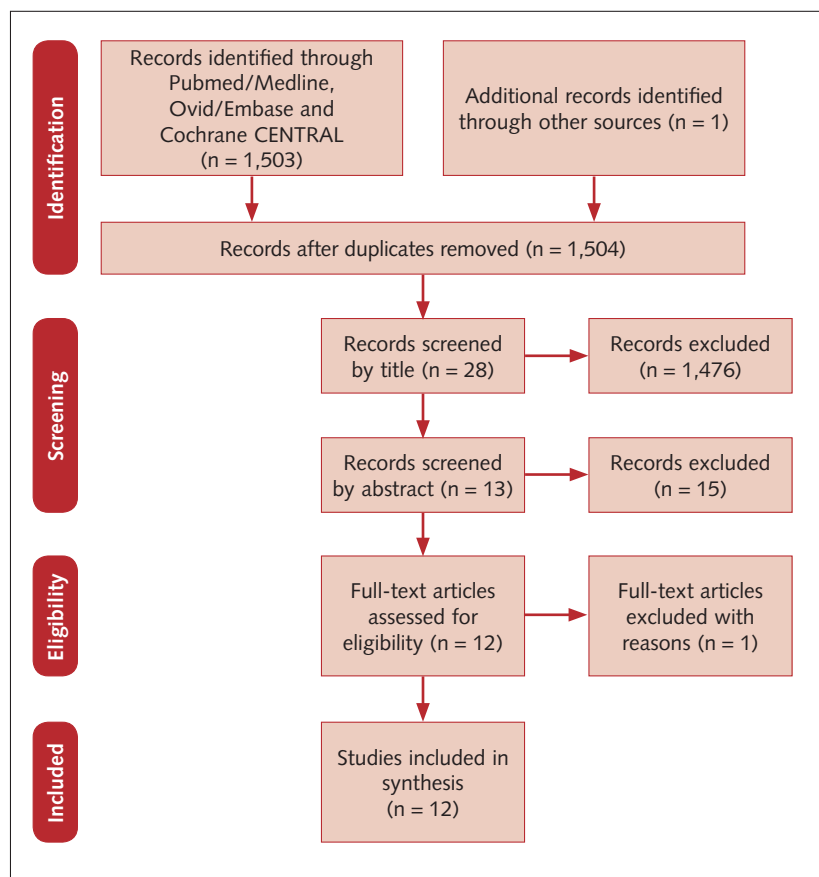 Identification
Records identified through
Pubmed/Medline,
Ovid/Embase and
Cochrane CENTRAL
(n = 1,503)
Additional records identified
through other sources (n = 1)
Records after duplicates removed (n = 1,504)
Screening
Records screened
by title (n = 28)
Records excluded
(n = 1,476)
Records screened
by abstract (n = 13)
Records excluded
(n = 15)
Eligibility
Full-text articles
assessed for
eligibility (n = 12)
Full-text articles
excluded with
reasons (n = 1)
Included
Studies included in
synthesis
(n = 12)